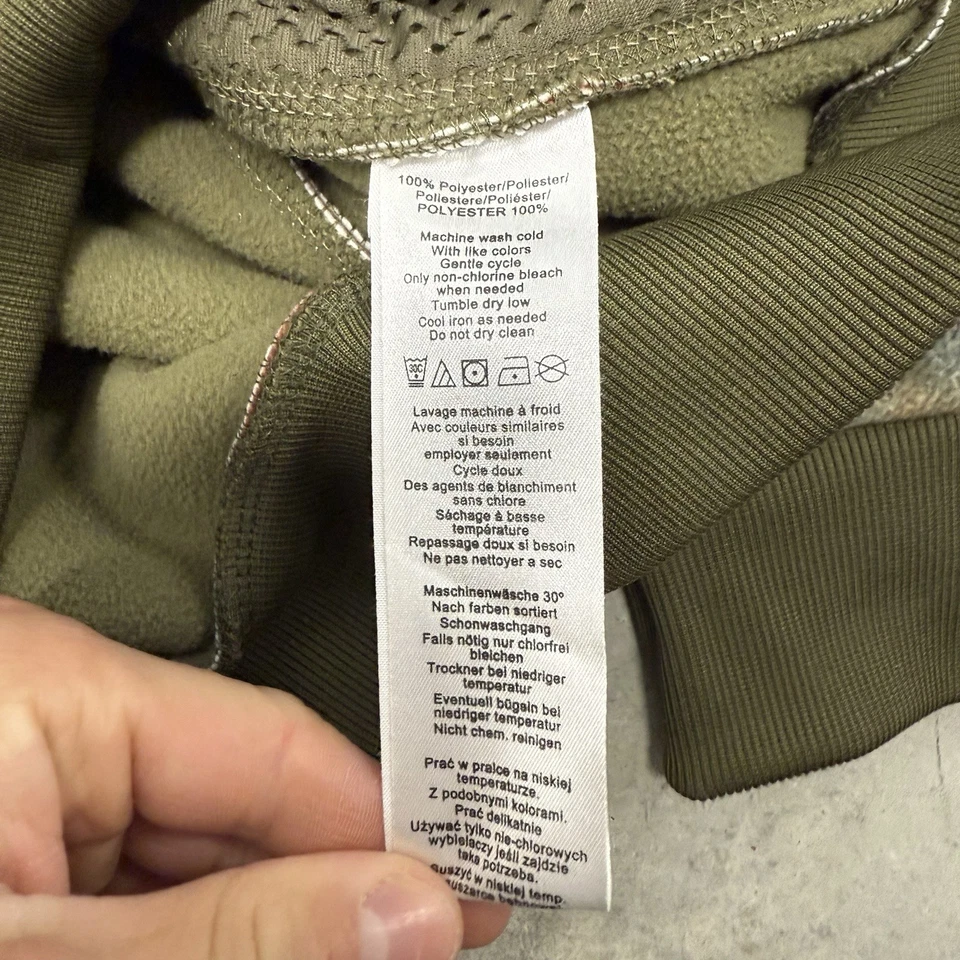 100% Polyester/Poliester/
Poliestere/Poliéster/
POLYESTER 100%
Machine wash cold
With like colors
Gentle cycle
Only non-chlorine bleach
when needed
Tumble dry low
Cool iron as needed
Do not dry clean
30C
Lavage machine à froid
Avec couleurs similaires
si besoin
employer seulement
Cycle doux
Des agents de blanchiment
sans chlore
Séchage à basse
température
Repassage doux si besoin
Ne pas nettoyer a sec
Maschinenwäsche 30°
Nach farben sortiert
Schonwaschgang
Falls nötig nur chlorfrei
bleichen
Trockner bei niedriger
temperatur
Eventuell bügeln bei
niedriger temperatur
Nicht chem. reinigen
Prać w pralce na niskiej
temperaturze.
Z podobnymi kolorami.
Prać delikatnie
Używać tylko nie-chlorowych
wybielaczy jeśli zajdzie
taka potrzeba.
Suszyć w niskiej temp.